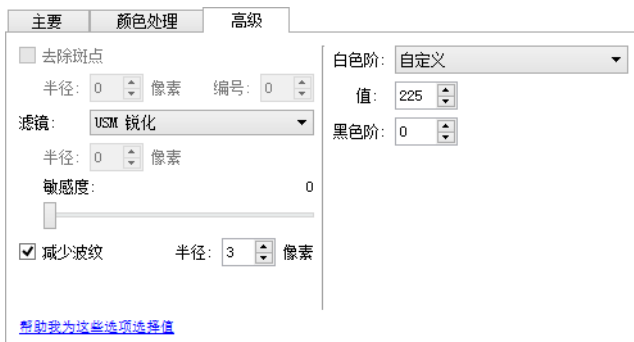 主要 颜色处理 高级
去除斑点
半径: 0 像素 编号: 0
滤镜: USM 锐化
半径: 0 像素
敏感度: 0
减少波纹 半径: 3 像素
帮助我为这些选项选择值
白色阶: 自定义
值: 225
黑色阶: 0